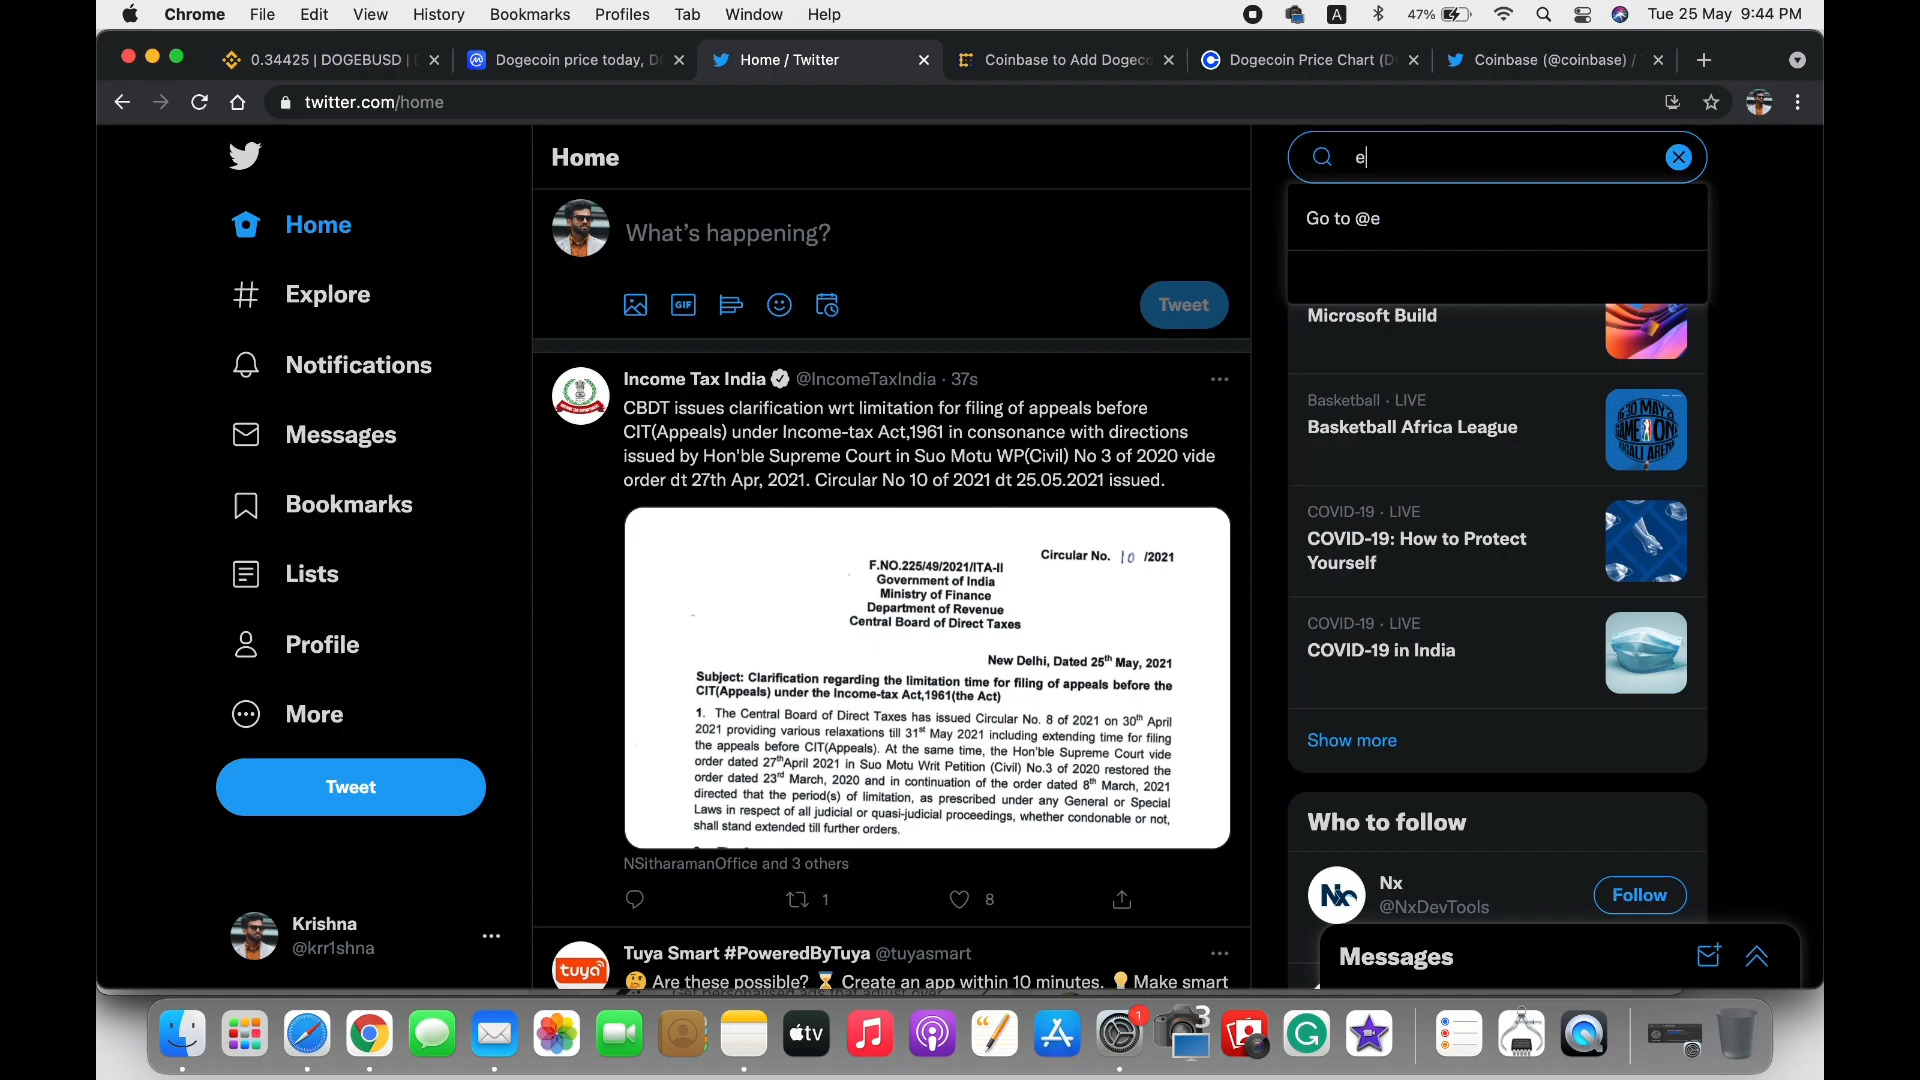 Chrome File Edit View History Bookmarks Profiles Tab Window Help
A 47% Tue 25 May 9:44 PM
0.34425 | DOGEBUSD |
Dogecoin price today, D
Home / Twitter
Coinbase to Add Dogeco
Dogecoin Price Chart (D
Coinbase (@coinbase) /
twitter.com/home
Home
Explore
Notifications
Messages
Bookmarks
Lists
Profile
More
Tweet
Krishna
@krr1shna
Home
What's happening?
GIF
Tweet
Income Tax India @IncomeTaxIndia · 37s
CBDT issues clarification wrt limitation for filing of appeals before
CIT(Appeals) under Income-tax Act,1961 in consonance with directions
issued by Hon'ble Supreme Court in Suo Motu WP(Civil) No 3 of 2020 vide
order dt 27th Apr, 2021. Circular No 10 of 2021 dt 25.05.2021 issued.
Circular No. 10 /2021
F.NO.225/49/2021/ITA-II
Government of India
Ministry of Finance
Department of Revenue
Central Board of Direct Taxes
New Delhi, Dated 25th May, 2021
Subject: Clarification regarding the limitation time for filing of appeals before the
CIT(Appeals) under the Income-tax Act,1961(the Act)
1. The Central Board of Direct Taxes has issued Circular No. 8 of 2021 on 30th April
2021 providing various relaxations till 31st May 2021 including extending time for filing
the appeals before CIT(Appeals). At the same time, the Hon'ble Supreme Court vide
order dated 27th April 2021 in Suo Motu Writ Petition (Civil) No.3 of 2020 restored the
order dated 23rd March, 2020 and in continuation of the order dated 8th March, 2021
directed that the period(s) of limitation, as prescribed under any General or Special
Laws in respect of all judicial or quasi-judicial proceedings, whether condonable or not,
shall stand extended till further orders.
NSitharamanOffice and 3 others
1 8
tuya
Tuya Smart #PoweredByTuya @tuyasmart
🤔 Are these possible? ⏳ Create an app within 10 minutes. 💡 Make smart
e
Go to @e
Microsoft Build
Basketball · LIVE
Basketball Africa League
16-30 MAY 2
GAME ON
KIGALI ARENA
COVID-19 · LIVE
COVID-19: How to Protect
Yourself
COVID-19 · LIVE
COVID-19 in India
Show more
Who to follow
Nx
@NxDevTools
Follow
Messages
tv
1
3